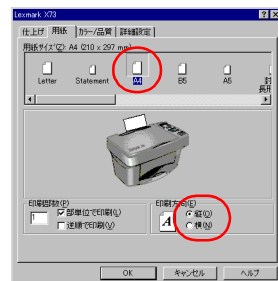 Lexmark X73
仕上げ 用紙 カラー/品質 詳細設定
用紙サイズ(Z): A4 (210 x 297 mm)
Letter Statement A4 B5 A5 封
長形
印刷部数(P) 印刷方向(E)
1 部単位で印刷(L) A 縦(O)
逆順で印刷(V) 横(N)
OK キャンセル ヘルプ